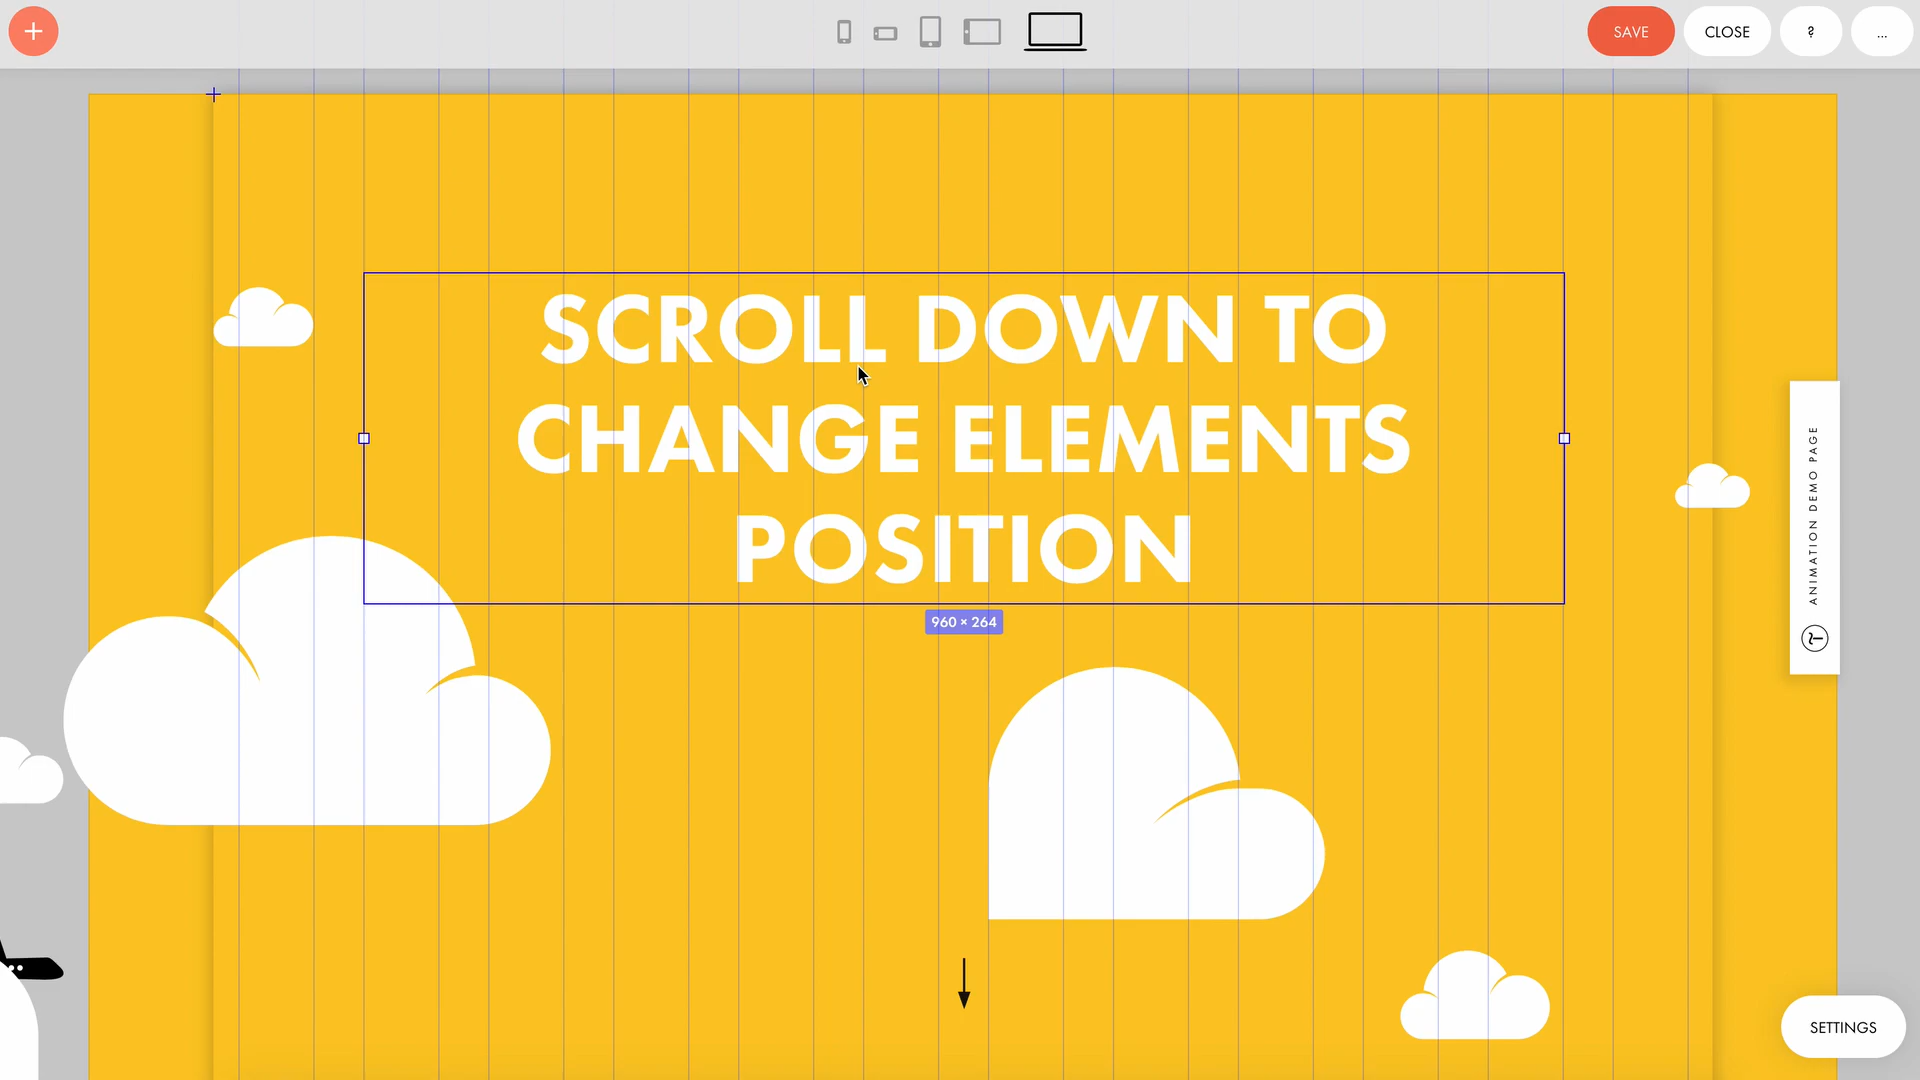 +
SAVE
CLOSE
?
...
SCROLL DOWN TO
CHANGE ELEMENTS
POSITION
960 × 264
ANIMATION DEMO PAGE
SETTINGS